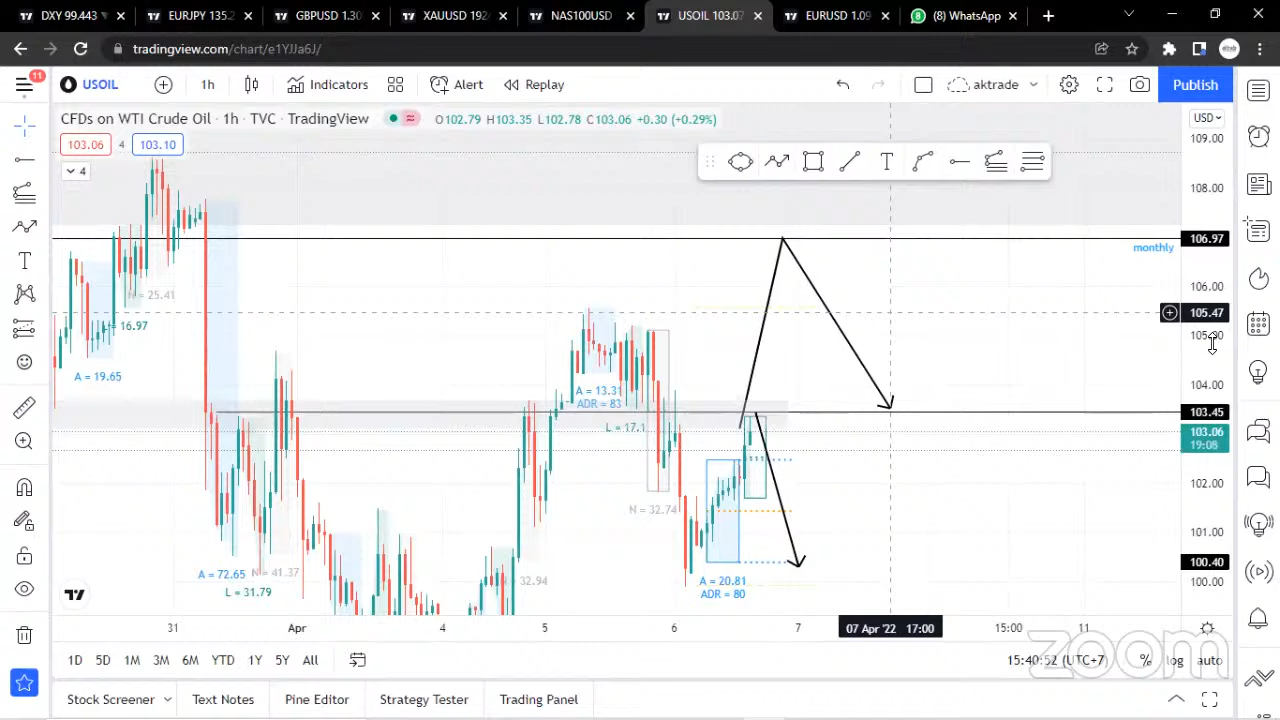 DXY 99.443
EURJPY 135.2
GBPUSD 1.30
XAUUSD 192
NAS100USD
USOIL 103.07
EURUSD 1.09
(8) WhatsApp
tradingview.com/chart/e1YJJa6J/
11
USOIL
1h
Indicators
Alert
Replay
aktrade
Publish
CFDs on WTI Crude Oil · 1h · TVC · TradingView
O102.79 H103.35 L102.78 C103.06 +0.30 (+0.29%)
USD
103.06 4 103.10
4
109.00
108.00
106.97
monthly
106.00
105.47
105.00
104.00
103.45
103.06
19:08
102.00
101.00
100.40
100.00
N = 25.41
L = 16.97
A = 19.65
A = 13.31
ADR = 83
L = 17.1
N = 32.74
A = 72.65
N = 41.37
L = 31.79
32.94
A = 20.81
ADR = 80
31
Apr
4
5
6
7
07 Apr '22 17:00
15:00
11
1D 5D 1M 3M 6M YTD 1Y 5Y All
15:40:52 (UTC+7)
% log auto
zoom
Stock Screener
Text Notes
Pine Editor
Strategy Tester
Trading Panel